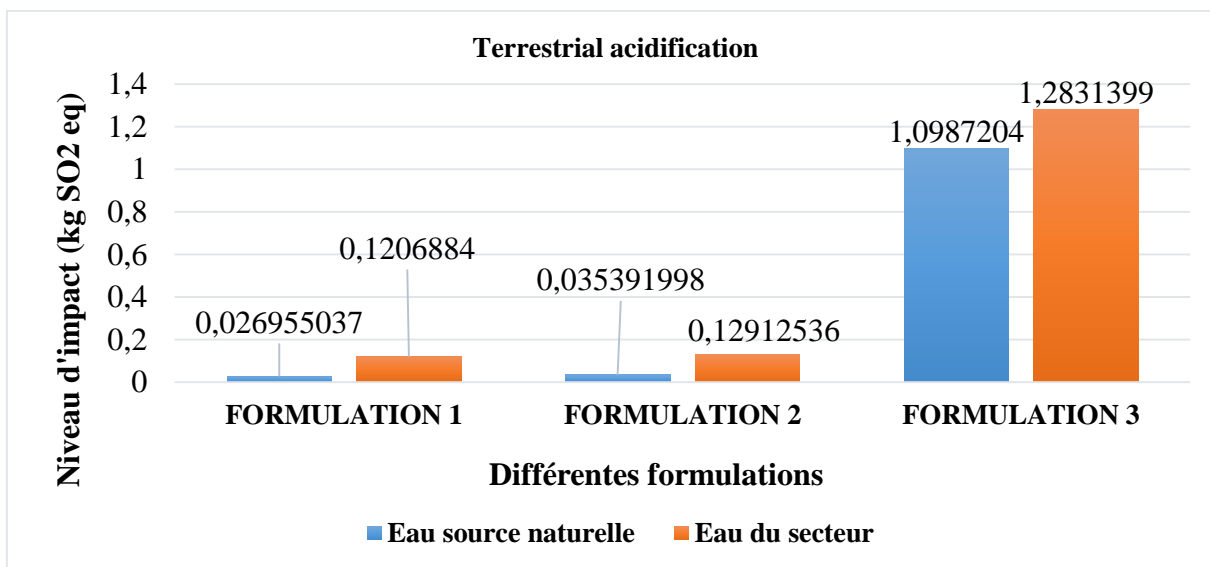 Terrestrial acidification
Niveau d'impact (kg SO2 eq)
1,4
1,2
1
0,8
0,6
0,4
0,2
0
0,026955037
0,1206884
0,035391998
0,12912536
1,0987204
1,2831399
FORMULATION 1
FORMULATION 2
FORMULATION 3
Différentes formulations
Eau source naturelle
Eau du secteur